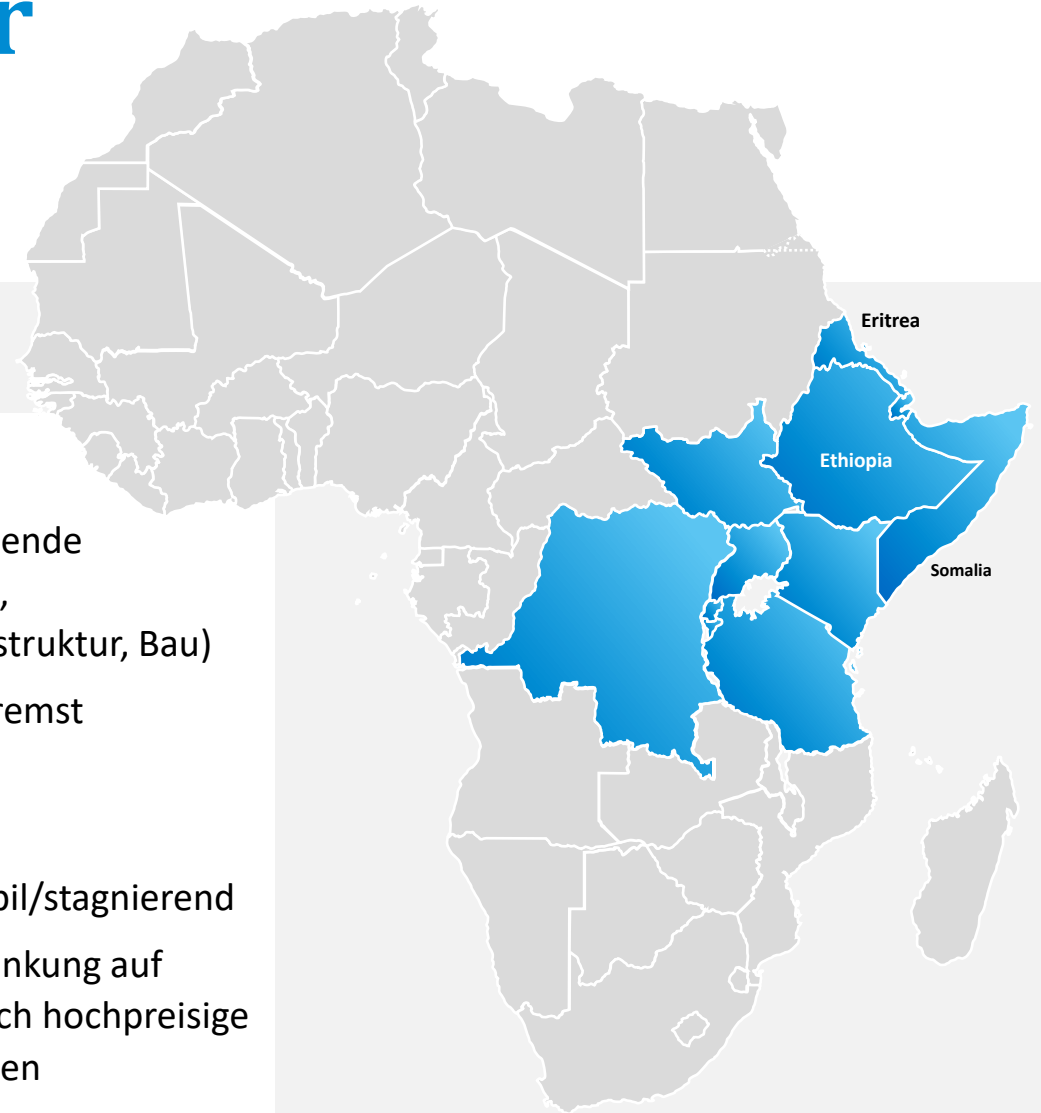 r
Eritrea
Ethiopia
Somalia
ende
,
struktur, Bau)
remst
bil/stagnierend
nkung auf
ch hochpreisige
en